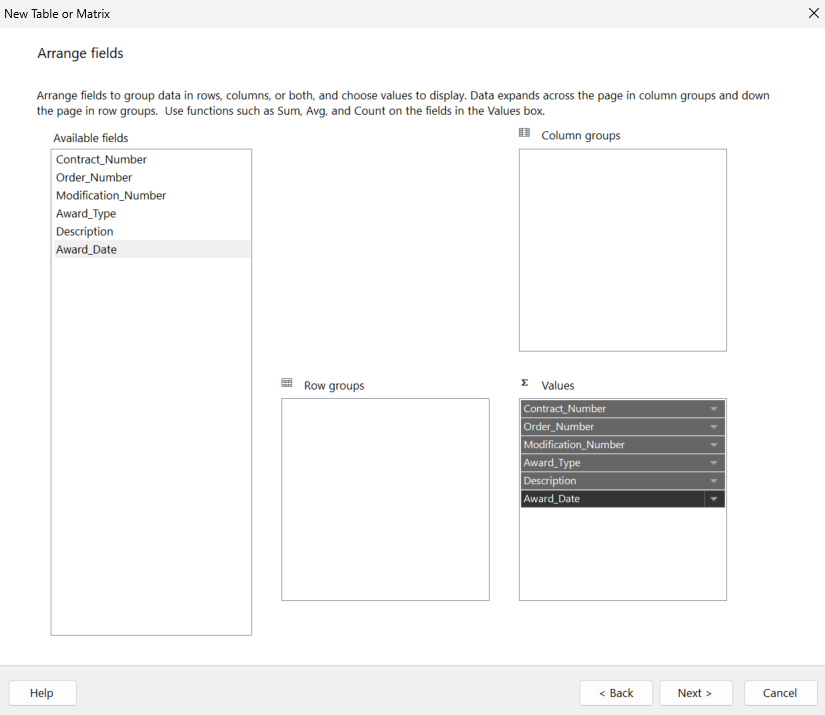 New Table or Matrix
Arrange fields
Arrange fields to group data in rows, columns, or both, and choose values to display. Data expands across the page in column groups and down
the page in row groups.  Use functions such as Sum, Avg, and Count on the fields in the Values box.
Available fields
Contract_Number
Order_Number
Modification_Number
Award_Type
Description
Award_Date
Column groups
Row groups
Σ Values
Contract_Number
Order_Number
Modification_Number
Award_Type
Description
Award_Date
Help
< Back
Next >
Cancel